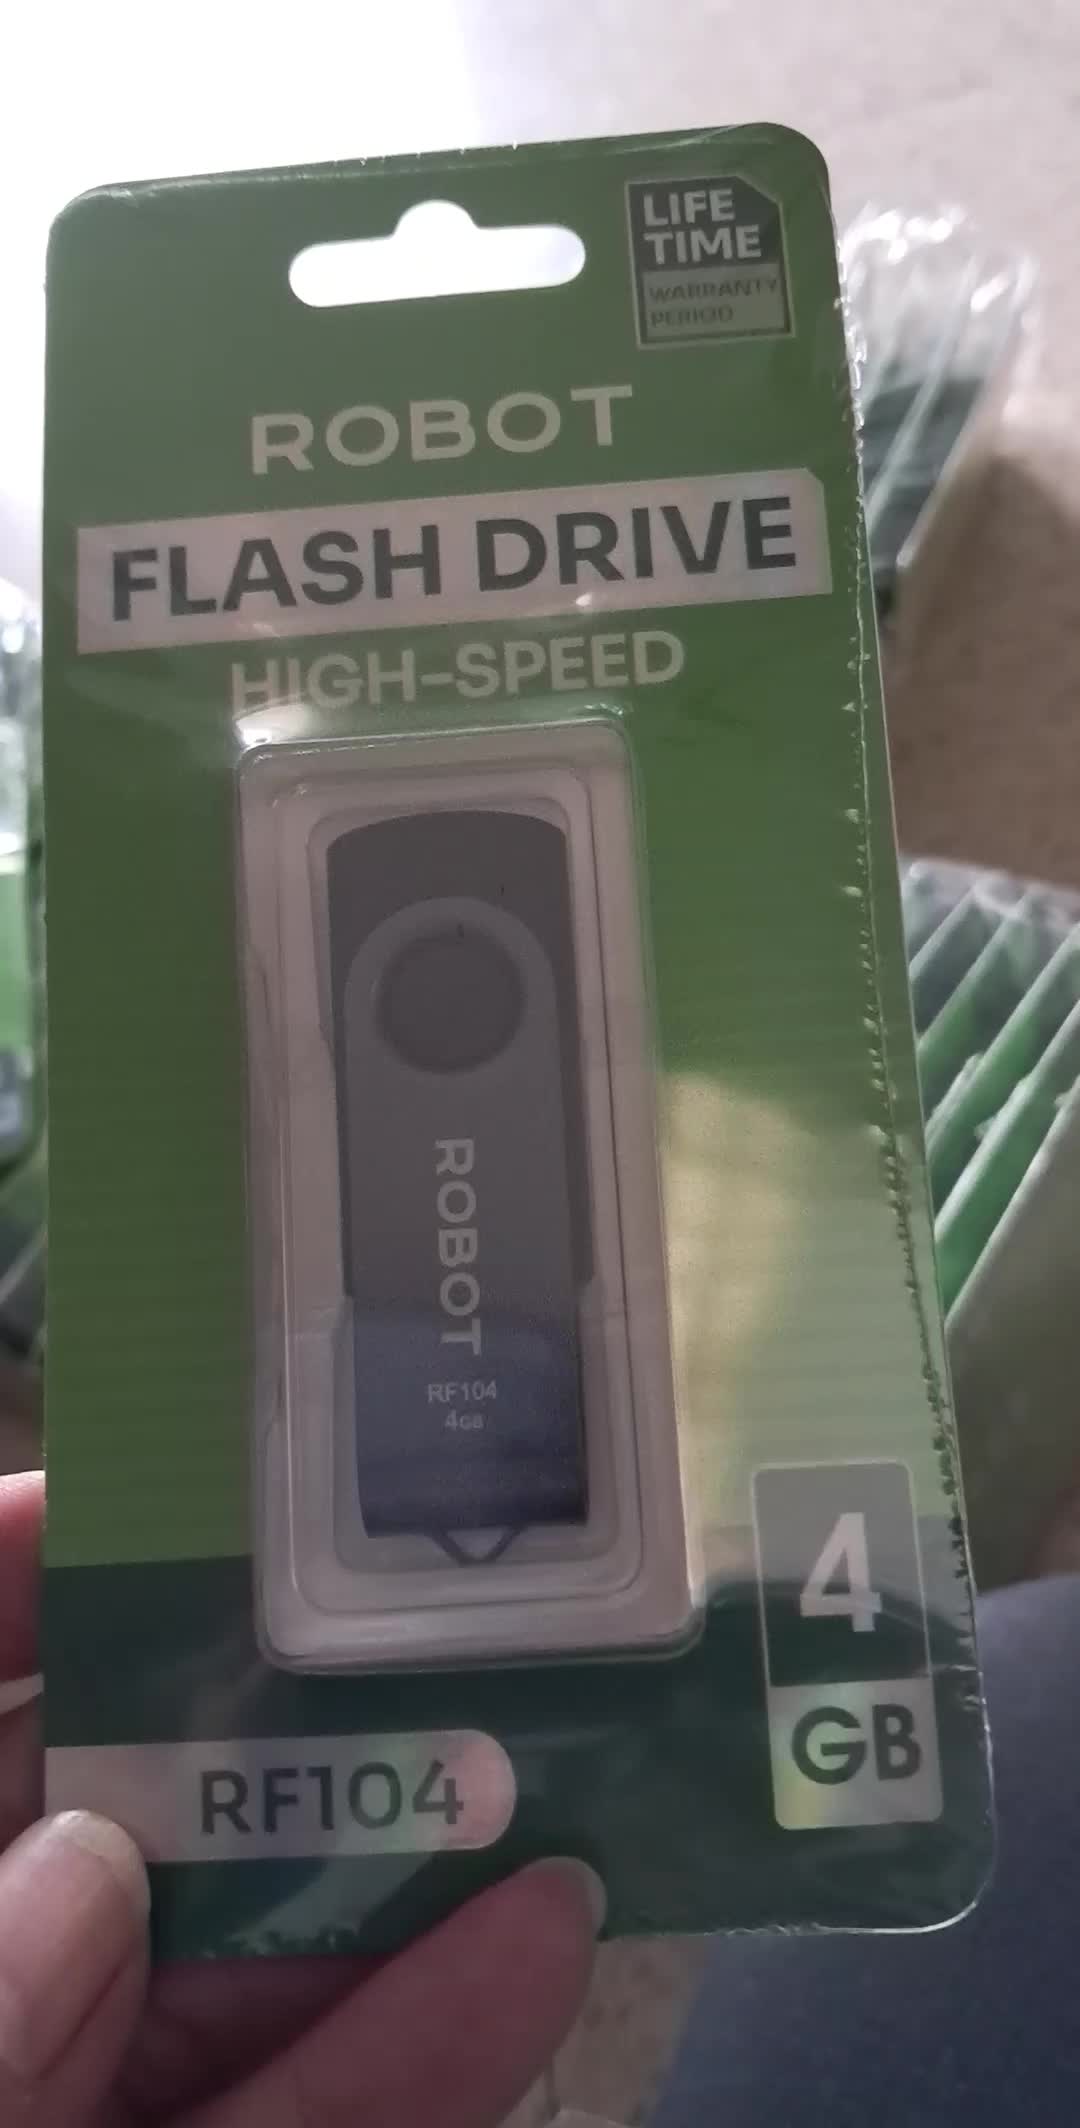 LIFE
TIME
WARRANTY
PERIOD
ROBOT
FLASH DRIVE
HIGH-SPEED
ROBOT
RF104
4GB
4
GB
RF104